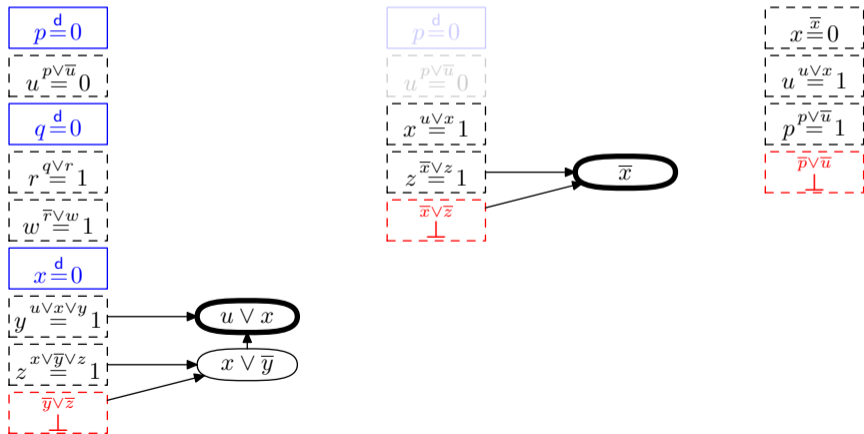 p d= 0
u p∨u̅= 0
q d= 0
r q∨r= 1
w r̅∨w= 1
x d= 0
y u∨x∨y= 1
z x∨y̅∨z= 1
y̅∨z̅
⊥
u ∨ x
x ∨ y̅
p d= 0
u p∨u̅= 0
x u∨x= 1
z x̅∨z= 1
x̅∨z̅
⊥
x̅
x x̅= 0
u u∨x= 1
p p∨u̅= 1
p̅∨u̅
⊥